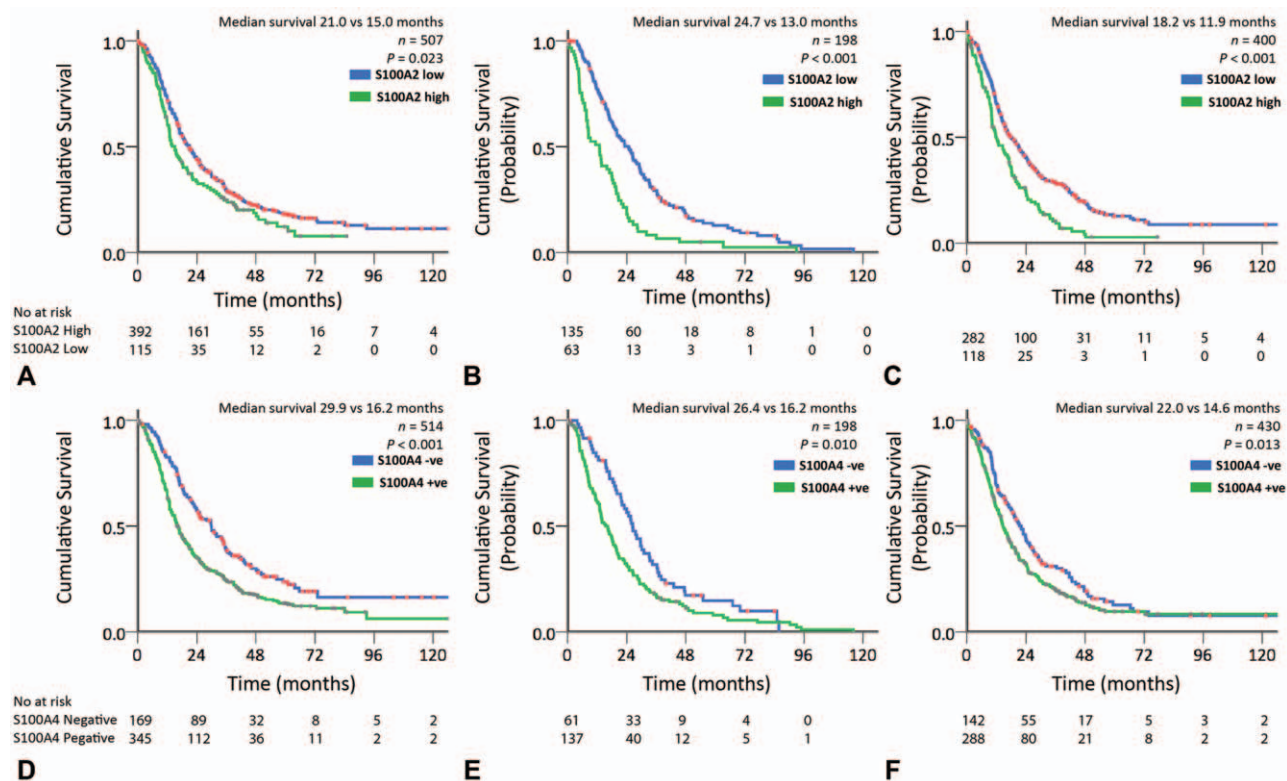 Median survival 21.0 vs 15.0 months
n = 507
P = 0.023
S100A2 low
S100A2 high
Cumulative Survival
1.0
0.5
0.0
0 24 48 72 96 120
Time (months)
No at risk
S100A2 High 392 161 55 16 7 4
S100A2 Low 115 35 12 2 0 0
A
Median survival 24.7 vs 13.0 months
n = 198
P < 0.001
S100A2 low
S100A2 high
Cumulative Survival
(Probability)
1.0
0.5
0.0
0 24 48 72 96 120
Time (months)
135 60 18 8 1 0
63 13 3 1 0 0
B
Median survival 18.2 vs 11.9 months
n = 400
P < 0.001
S100A2 low
S100A2 high
Cumulative Survival
(Probability)
1.0
0.5
0.0
0 24 48 72 96 120
Time (months)
282 100 31 11 5 4
118 25 3 1 0 0
C
Median survival 29.9 vs 16.2 months
n = 514
P < 0.001
S100A4 -ve
S100A4 +ve
Cumulative Survival
1.0
0.5
0.0
0 24 48 72 96 120
Time (months)
No at risk
S100A4 Negative 169 89 32 8 5 2
S100A4 Pegative 345 112 36 11 2 2
D
Median survival 26.4 vs 16.2 months
n = 198
P = 0.010
S100A4 -ve
S100A4 +ve
Cumulative Survival
(Probability)
1.0
0.5
0.0
0 24 48 72 96 120
Time (months)
61 33 9 4 0
137 40 12 5 1
E
Median survival 22.0 vs 14.6 months
n = 430
P = 0.013
S100A4 -ve
S100A4 +ve
Cumulative Survival
(Probability)
1.0
0.5
0.0
0 24 48 72 96 120
Time (months)
142 55 17 5 3 2
288 80 21 8 2 2
F